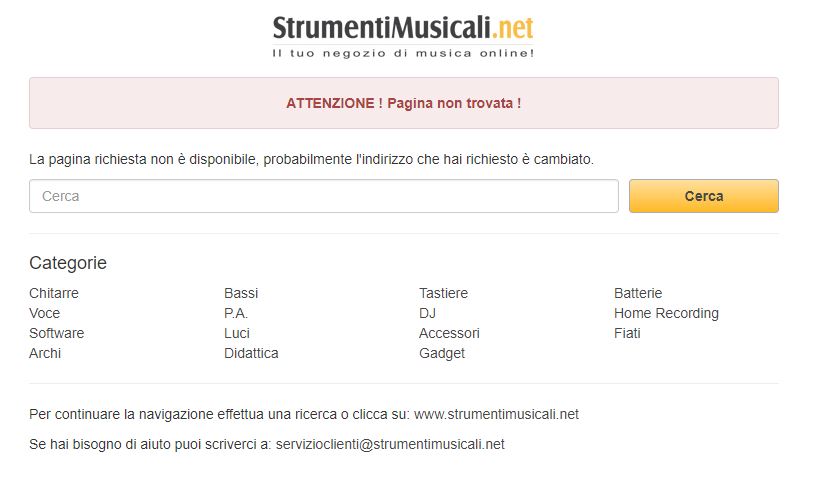 StrumentiMusicali.net
Il tuo negozio di musica online!
ATTENZIONE ! Pagina non trovata !
La pagina richiesta non è disponibile, probabilmente l'indirizzo che hai richiesto è cambiato.
Cerca Cerca
Categorie
Chitarre Bassi Tastiere Batterie
Voce P.A. DJ Home Recording
Software Luci Accessori Fiati
Archi Didattica Gadget
Per continuare la navigazione effettua una ricerca o clicca su: www.strumentimusicali.net
Se hai bisogno di aiuto puoi scriverci a: servizioclienti@strumentimusicali.net